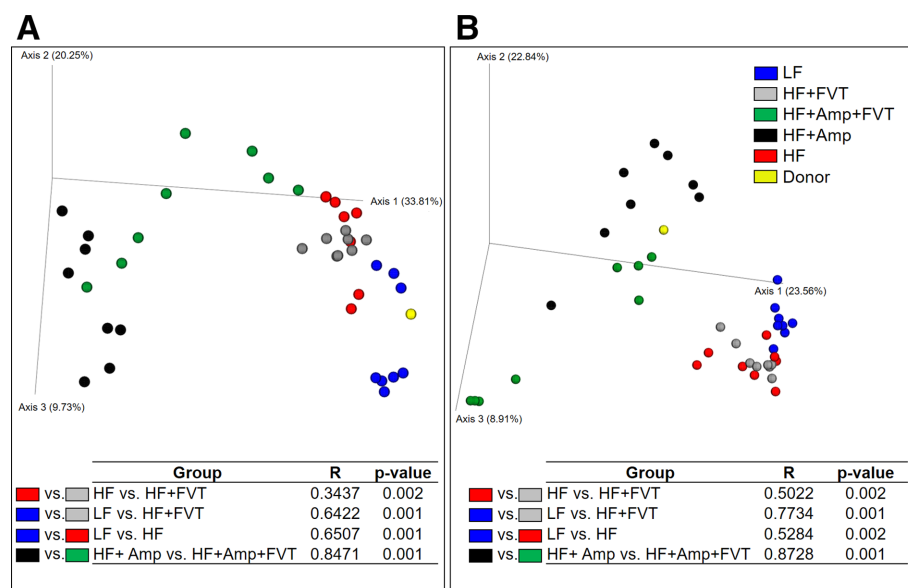 A
Axis 2 (20.25%)
Axis 1 (33.81%)
Axis 3 (9.73%)
Group R p-value
vs. HF vs. HF+FVT 0.3437 0.002
vs. LF vs. HF+FVT 0.6422 0.001
vs. LF vs. HF 0.6507 0.001
vs. HF+ Amp vs. HF+Amp+FVT 0.8471 0.001
B
Axis 2 (22.84%)
LF
HF+FVT
HF+Amp+FVT
HF+Amp
HF
Donor
Axis 1 (23.56%)
Axis 3 (8.91%)
Group R p-value
vs. HF vs. HF+FVT 0.5022 0.002
vs. LF vs. HF+FVT 0.7734 0.001
vs. LF vs. HF 0.5284 0.002
vs. HF+ Amp vs. HF+Amp+FVT 0.8728 0.001